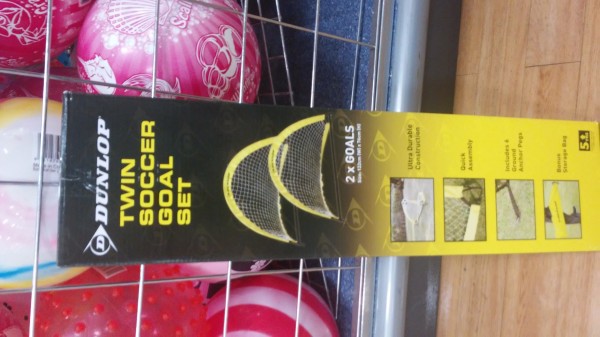 DUNLOP
TWIN
SOCCER
GOAL
SET
2 x GOALS
Ultra Durable
Construction
Quick
Assembly
Includes 8
Ground
Anchor Pegs
Bonus
Storage Bag